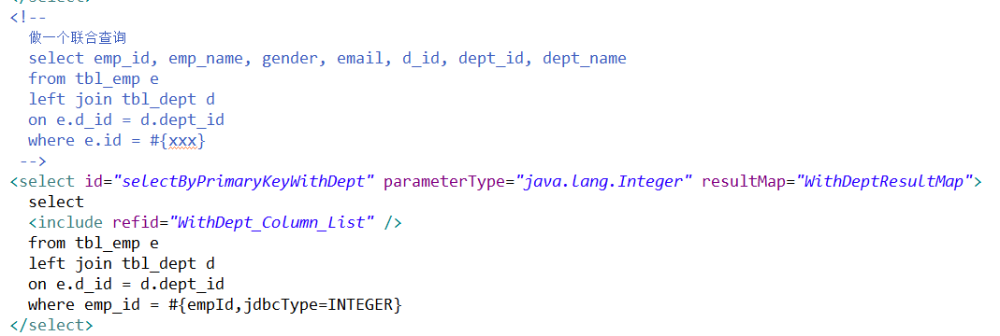 </select>
<!--
做一个联合查询
select emp_id, emp_name, gender, email, d_id, dept_id, dept_name
from tbl_emp e
left join tbl_dept d
on e.d_id = d.dept_id
where e.id = #{xxx}
-->
<select id="selectByPrimaryKeyWithDept" parameterType="java.lang.Integer" resultMap="WithDeptResultMap">
select
<include refid="WithDept_Column_List" />
from tbl_emp e
left join tbl_dept d
on e.d_id = d.dept_id
where emp_id = #{empId,jdbcType=INTEGER}
</select>